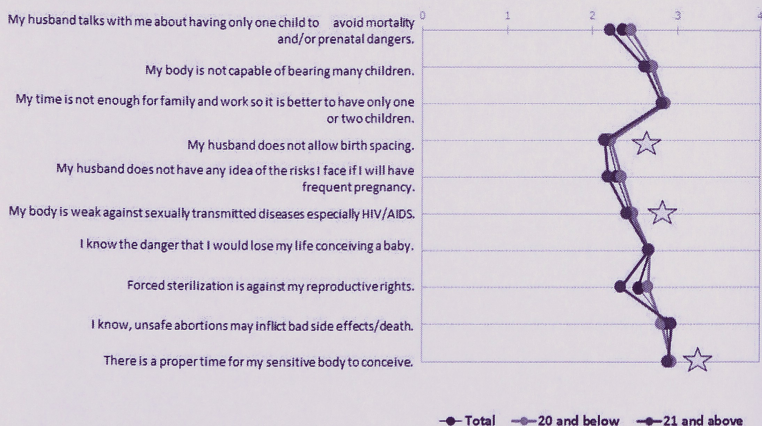 0 1 2 3 4
My husband talks with me about having only one child to avoid mortality
and/or prenatal dangers.
My body is not capable of bearing many children.
My time is not enough for family and work so it is better to have only one
or two children.
My husband does not allow birth spacing.
My husband does not have any idea of the risks I face if I will have
frequent pregnancy.
My body is weak against sexually transmitted diseases especially HIV/AIDS.
I know the danger that I would lose my life conceiving a baby.
Forced sterilization is against my reproductive rights.
I know, unsafe abortions may inflict bad side effects/death.
There is a proper time for my sensitive body to conceive.
Total 20 and below 21 and above